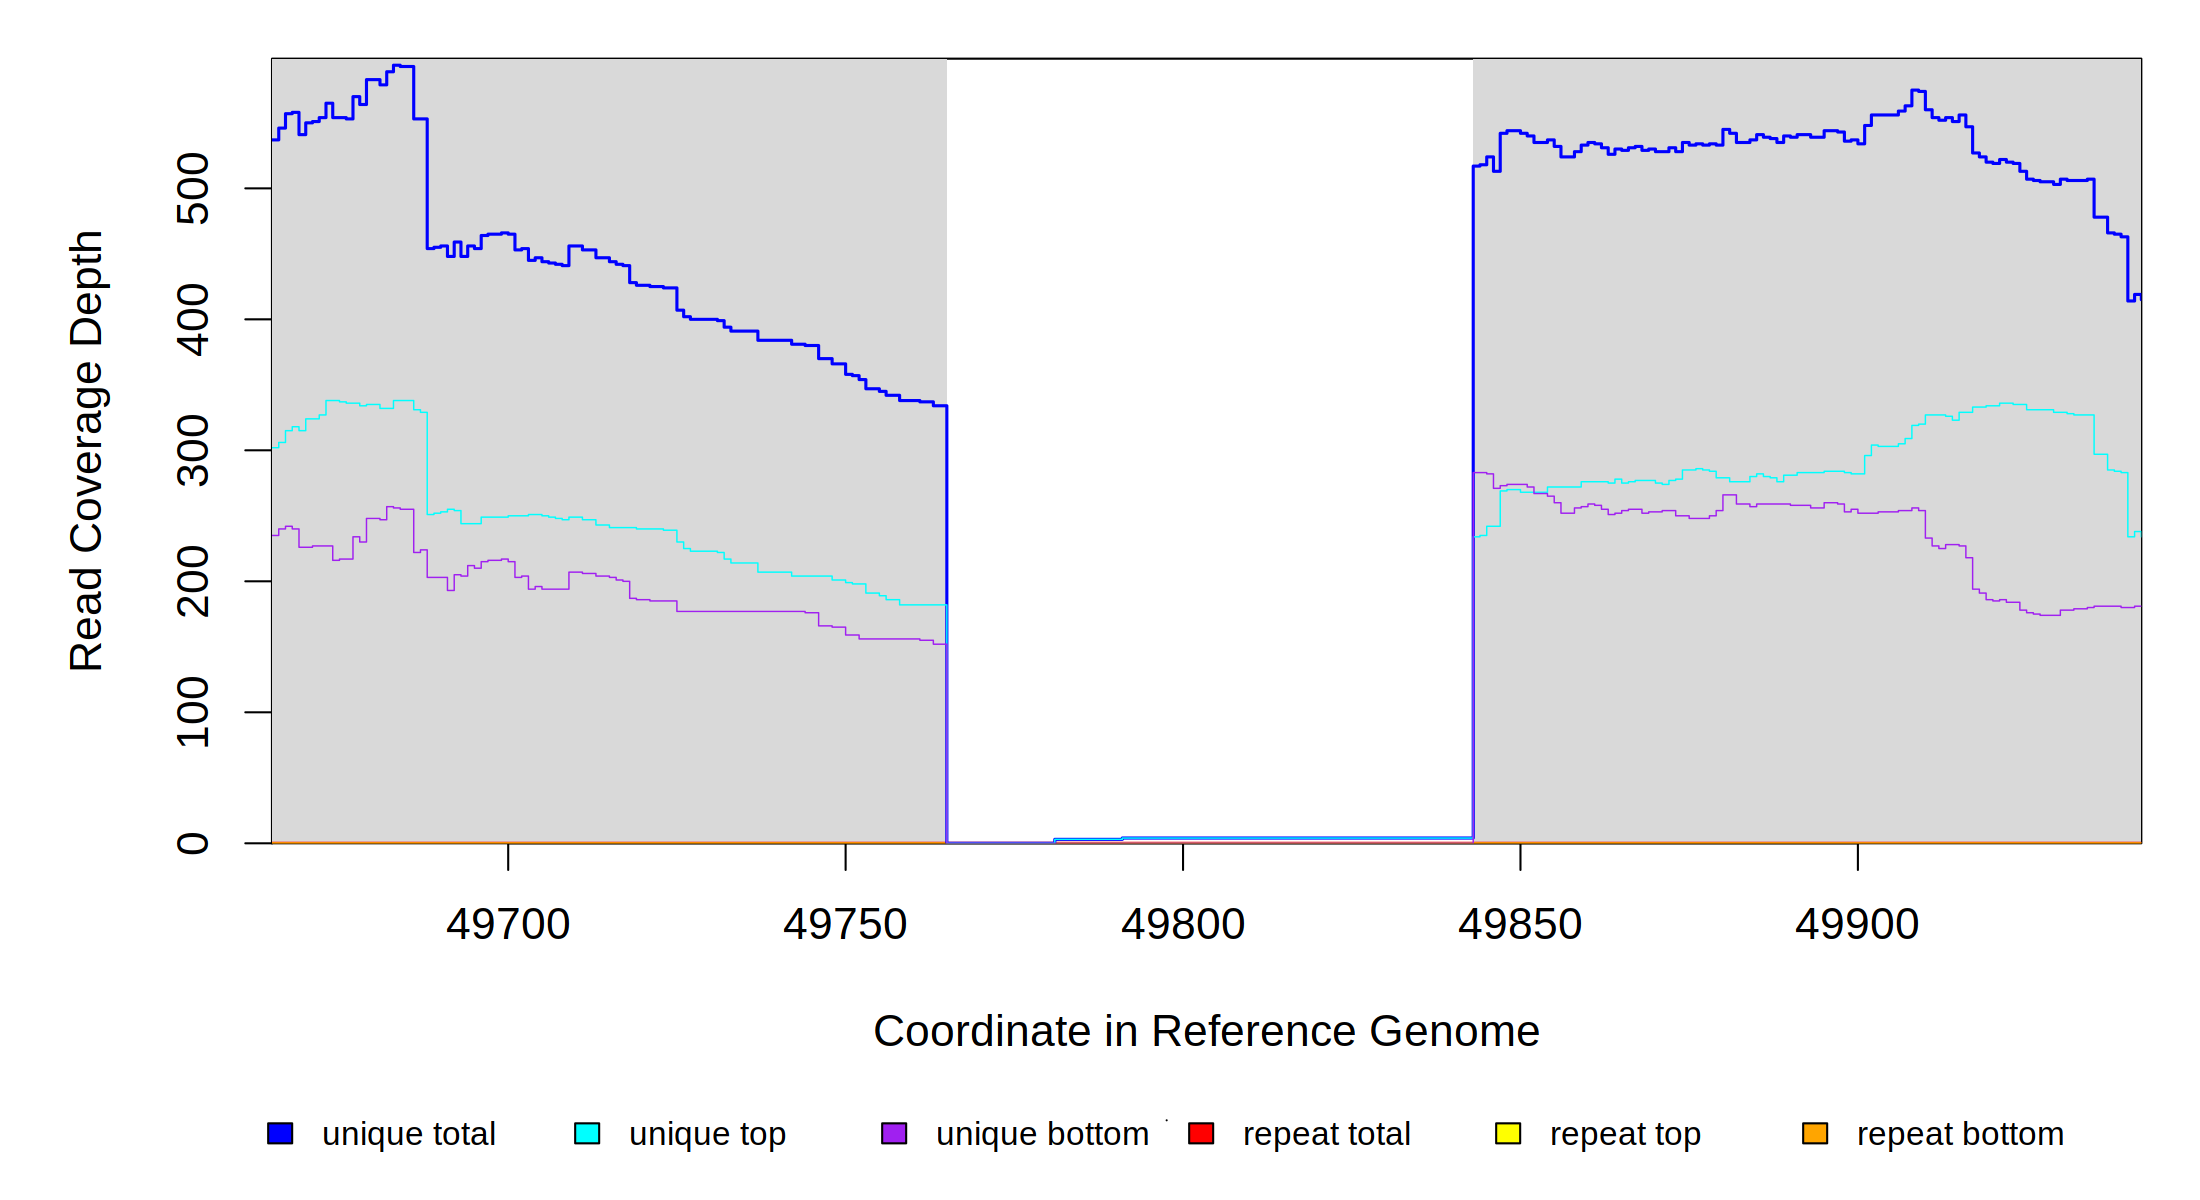 Read Coverage Depth
500
400
300
200
100
0
49700 49750 49800 49850 49900
Coordinate in Reference Genome
unique total unique top unique bottom repeat total repeat top repeat bottom